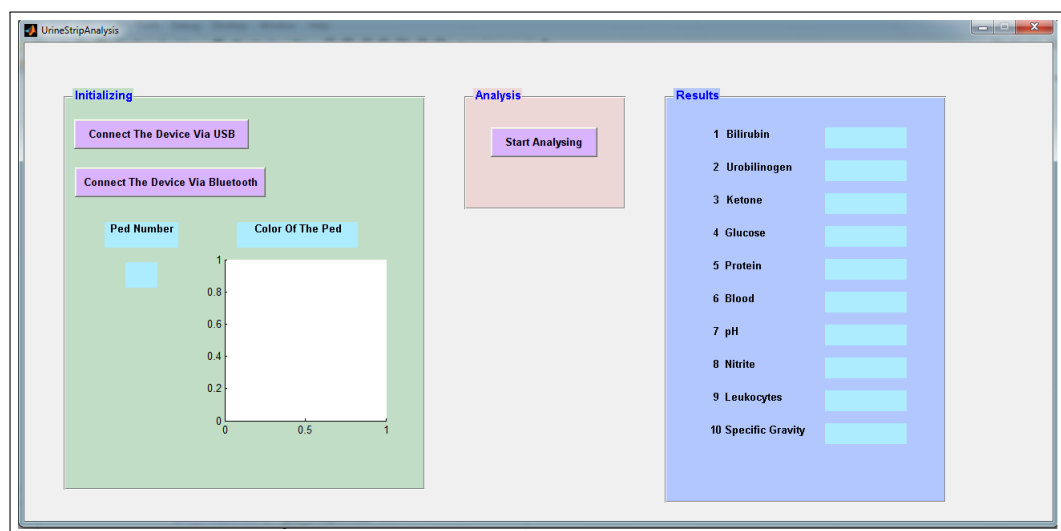 UrineStripAnalysis
Initializing
Connect The Device Via USB
Connect The Device Via Bluetooth
Ped Number
Color Of The Ped
1
0.8
0.6
0.4
0.2
0
0 0.5 1
Analysis
Start Analysing
Results
1 Bilirubin
2 Urobilinogen
3 Ketone
4 Glucose
5 Protein
6 Blood
7 pH
8 Nitrite
9 Leukocytes
10 Specific Gravity